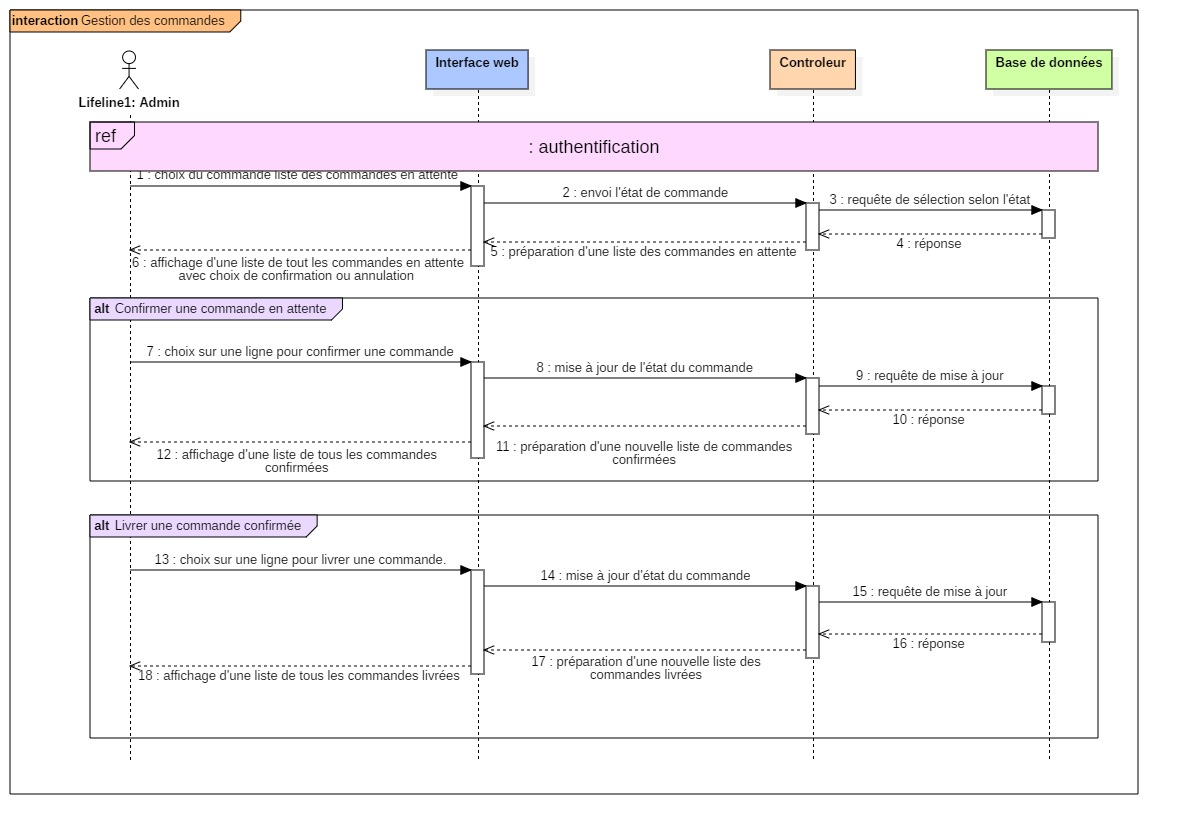 interaction Gestion des commandes
Interface web
Controleur
Base de données
Lifeline1: Admin
ref
: authentification
1 : choix du commande liste des commandes en attente
2 : envoi l'état de commande
3 : requête de sélection selon l'état
4 : réponse
5 : préparation d'une liste des commandes en attente
6 : affichage d'une liste de tout les commandes en attente
avec choix de confirmation ou annulation
alt Confirmer une commande en attente
7 : choix sur une ligne pour confirmer une commande
8 : mise à jour de l'état du commande
9 : requête de mise à jour
10 : réponse
11 : préparation d'une nouvelle liste de commandes
confirmées
12 : affichage d'une liste de tous les commandes
confirmées
alt Livrer une commande confirmée
13 : choix sur une ligne pour livrer une commande.
14 : mise à jour d'état du commande
15 : requête de mise à jour
16 : réponse
17 : préparation d'une nouvelle liste des
commandes livrées
18 : affichage d'une liste de tous les commandes livrées